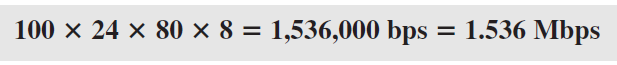 100 × 24 × 80 × 8 = 1,536,000 bps = 1.536 Mbps